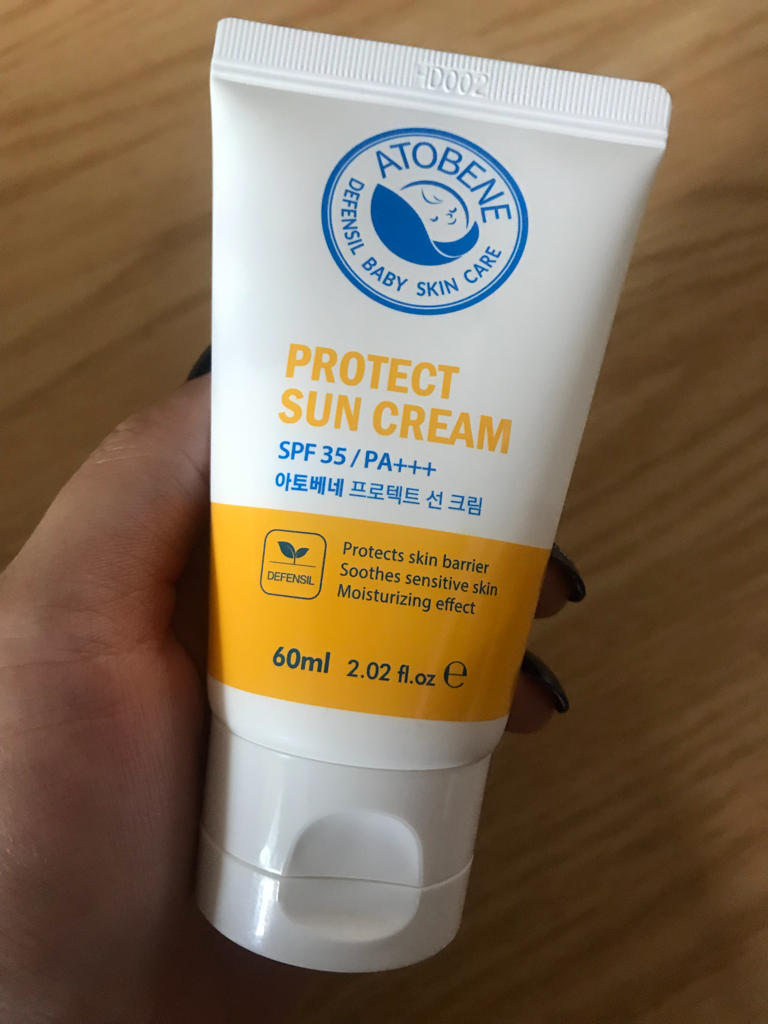 D002
ATOBENE
DEFENSIL BABY SKIN CARE
PROTECT
SUN CREAM
SPF 35 / PA+++
아토베네 프로텍트 선 크림
DEFENSIL
Protects skin barrier
Soothes sensitive skin
Moisturizing effect
60ml 2.02 fl.oz ℮